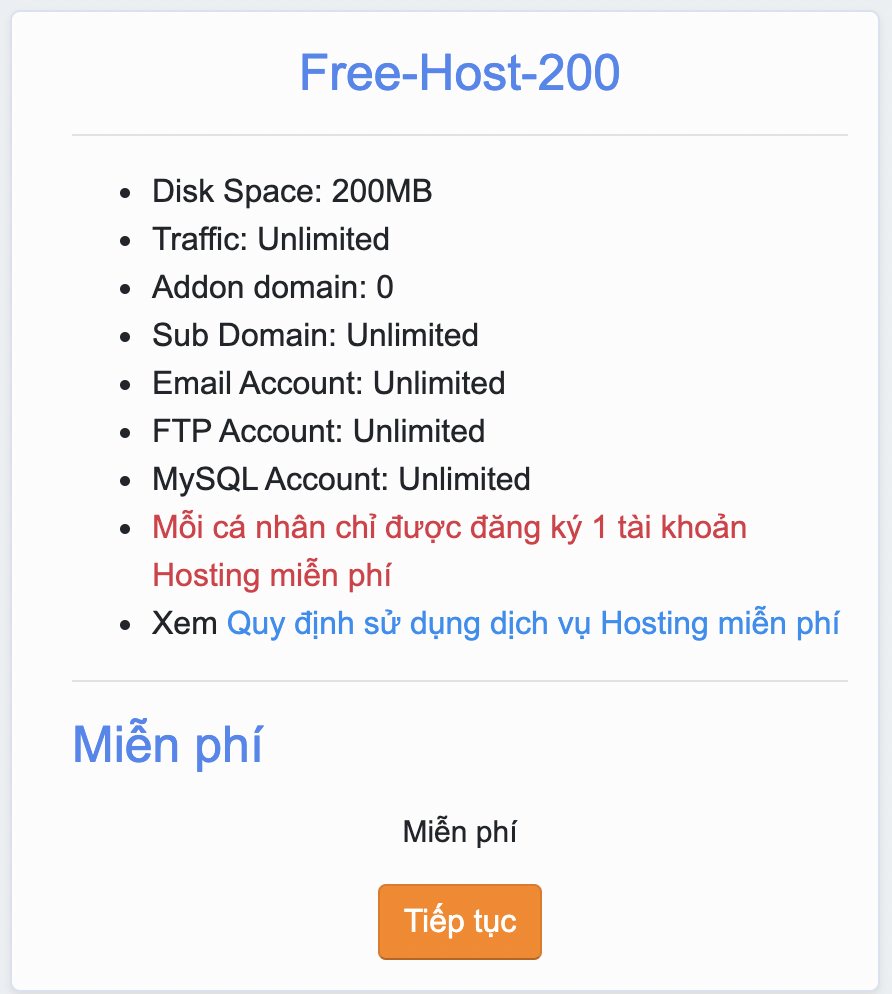 Free-Host-200
Disk Space: 200MB
Traffic: Unlimited
Addon domain: 0
Sub Domain: Unlimited
Email Account: Unlimited
FTP Account: Unlimited
MySQL Account: Unlimited
Mỗi cá nhân chỉ được đăng ký 1 tài khoản
Hosting miễn phí
Xem Quy định sử dụng dịch vụ Hosting miễn phí
Miễn phí
Miễn phí
Tiếp tục